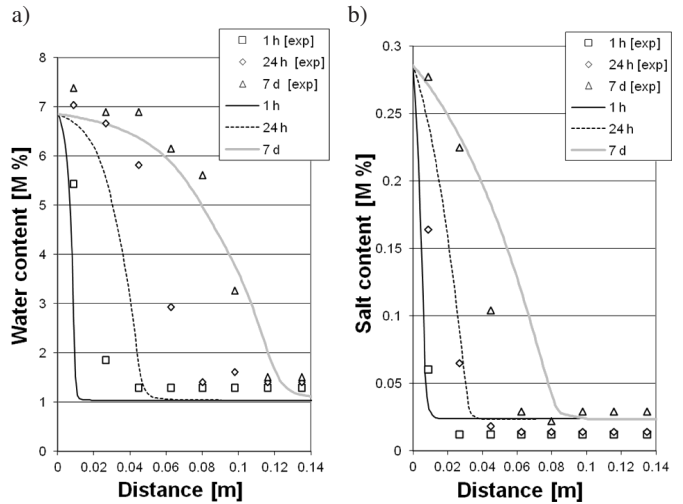 a)
8
7
6
5
4
3
2
1
0
Water content [M %]
0 0.02 0.04 0.06 0.08 0.1 0.12 0.14
Distance [m]
1 h [exp]
24 h [exp]
7 d [exp]
1 h
24 h
7 d
b)
0.3
0.25
0.2
0.15
0.1
0.05
0
Salt content [M %]
0 0.02 0.04 0.06 0.08 0.1 0.12 0.14
Distance [m]
1 h [exp]
24 h [exp]
7 d [exp]
1 h
24 h
7 d